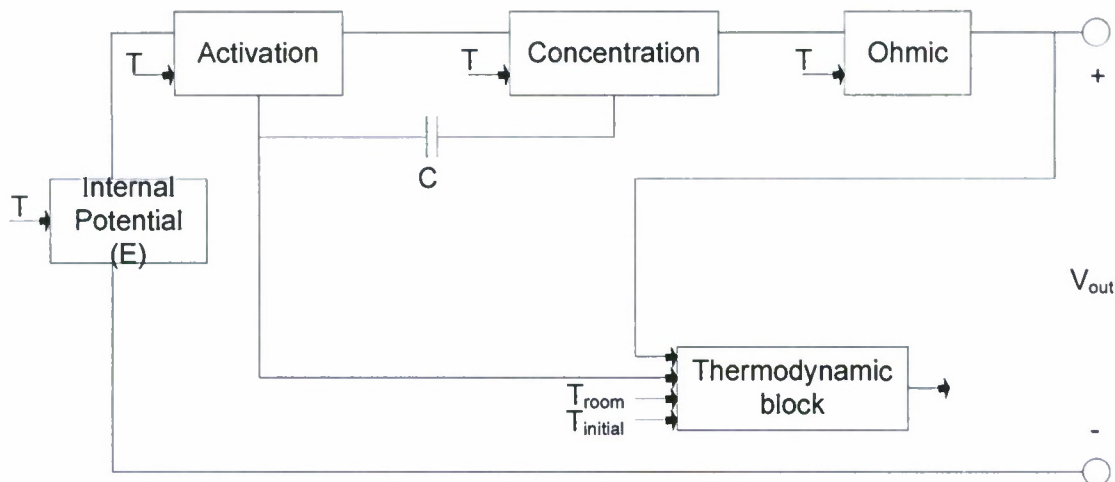 Activation
Concentration
Ohmic
T
T
T
+
C
T
Internal
Potential
(E)
V_out
Thermodynamic
block
T_room
T_initial
-